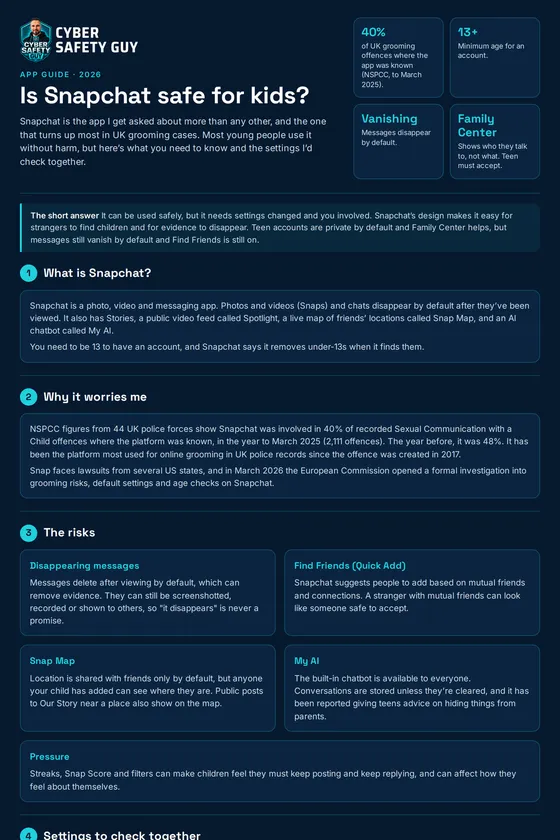 CYBER
SAFETY GUY
CYBER
SAFETY
GUY
APP GUIDE · 2026
Is Snapchat safe for kids?
Snapchat is the app I get asked about more than any other, and the one
that turns up most in UK grooming cases. Most young people use it
without harm, but here's what you need to know and the settings I'd
check together.
40%
of UK grooming
offences where the
app was known
(NSPCC, to March
2025).
13+
Minimum age for an
account.
Vanishing
Messages disappear
by default.
Family
Center
Shows who they talk
to, not what. Teen
must accept.
The short answer It can be used safely, but it needs settings changed and you involved. Snapchat's design makes it easy for
strangers to find children and for evidence to disappear. Teen accounts are private by default and Family Center helps, but
messages still vanish by default and Find Friends is still on.
1 What is Snapchat?
Snapchat is a photo, video and messaging app. Photos and videos (Snaps) and chats disappear by default after they've been
viewed. It also has Stories, a public video feed called Spotlight, a live map of friends' locations called Snap Map, and an AI
chatbot called My AI.
You need to be 13 to have an account, and Snapchat says it removes under-13s when it finds them.
2 Why it worries me
NSPCC figures from 44 UK police forces show Snapchat was involved in 40% of recorded Sexual Communication with a
Child offences where the platform was known, in the year to March 2025 (2,111 offences). The year before, it was 48%. It has
been the platform most used for online grooming in UK police records since the offence was created in 2017.
Snap faces lawsuits from several US states, and in March 2026 the European Commission opened a formal investigation into
grooming risks, default settings and age checks on Snapchat.
3 The risks
Disappearing messages
Messages delete after viewing by default, which can
remove evidence. They can still be screenshotted,
recorded or shown to others, so "it disappears" is never a
promise.
Find Friends (Quick Add)
Snapchat suggests people to add based on mutual friends
and connections. A stranger with mutual friends can look
like someone safe to accept.
Snap Map
Location is shared with friends only by default, but anyone
your child has added can see where they are. Public posts
to Our Story near a place also show on the map.
My AI
The built-in chatbot is available to everyone.
Conversations are stored unless they're cleared, and it has
been reported giving teens advice on hiding things from
parents.
Pressure
Streaks, Snap Score and filters can make children feel they must keep posting and keep replying, and can affect how they
feel about themselves.
4 Settings to check together